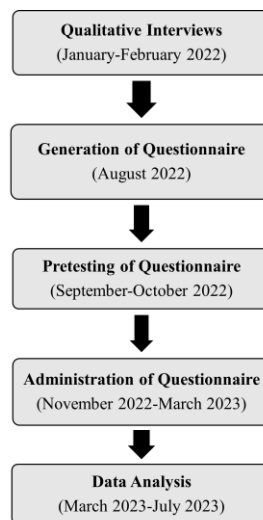 Qualitative Interviews
(January-February 2022)
Generation of Questionnaire
(August 2022)
Pretesting of Questionnaire
(September-October 2022)
Administration of Questionnaire
(November 2022-March 2023)
Data Analysis
(March 2023-July 2023)